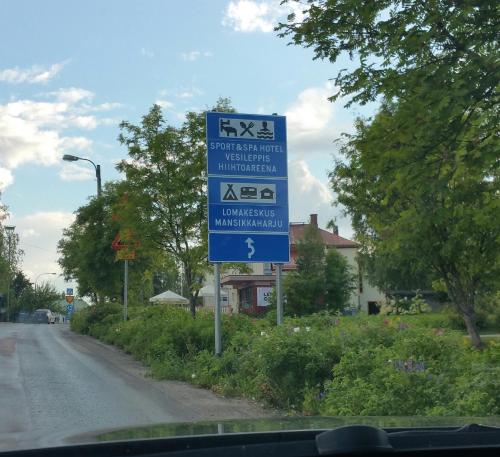 SPORT&SPA HOTEL
VESILEPPIS
HIIHTOAREENA
LOMAKESKUS
MANSIKKAHARJU